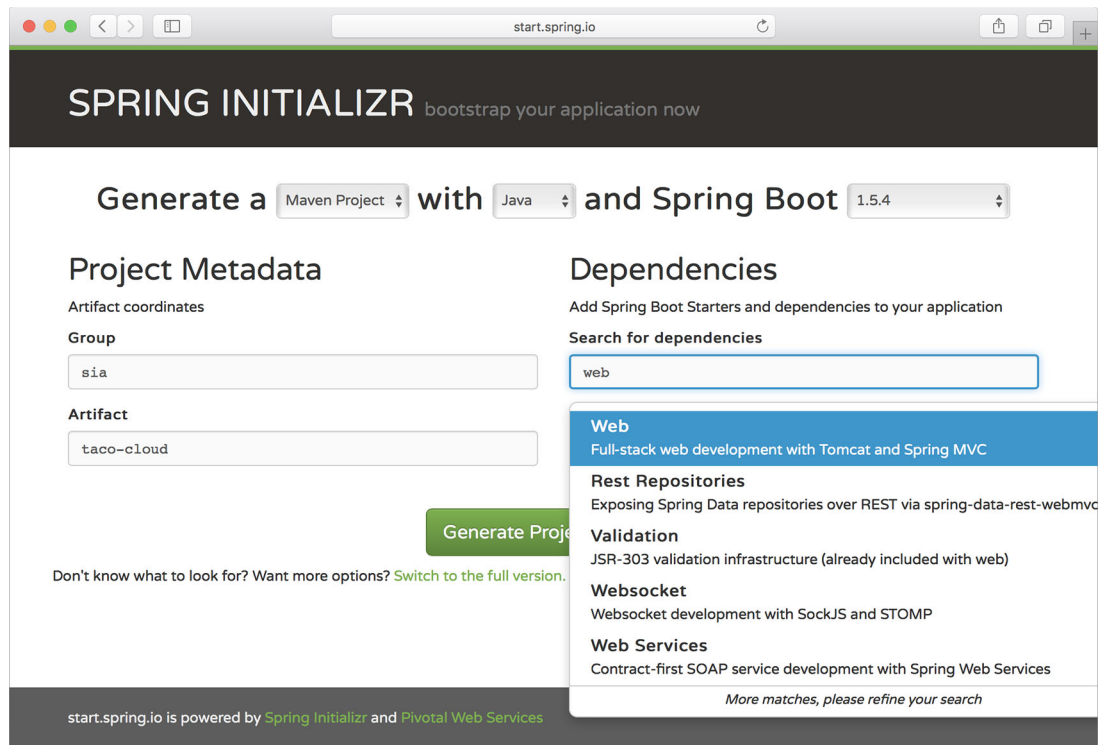 start.spring.io
SPRING INITIALIZR bootstrap your application now
Generate a Maven Project with Java and Spring Boot 1.5.4
Project Metadata
Artifact coordinates
Group
sia
Artifact
taco-cloud
Dependencies
Add Spring Boot Starters and dependencies to your application
Search for dependencies
web
Web
Full-stack web development with Tomcat and Spring MVC
Rest Repositories
Exposing Spring Data repositories over REST via spring-data-rest-webmvc
Validation
JSR-303 validation infrastructure (already included with web)
Websocket
Websocket development with SockJS and STOMP
Web Services
Contract-first SOAP service development with Spring Web Services
More matches, please refine your search
Generate Proje
Don't know what to look for? Want more options? Switch to the full version.
start.spring.io is powered by Spring Initializr and Pivotal Web Services